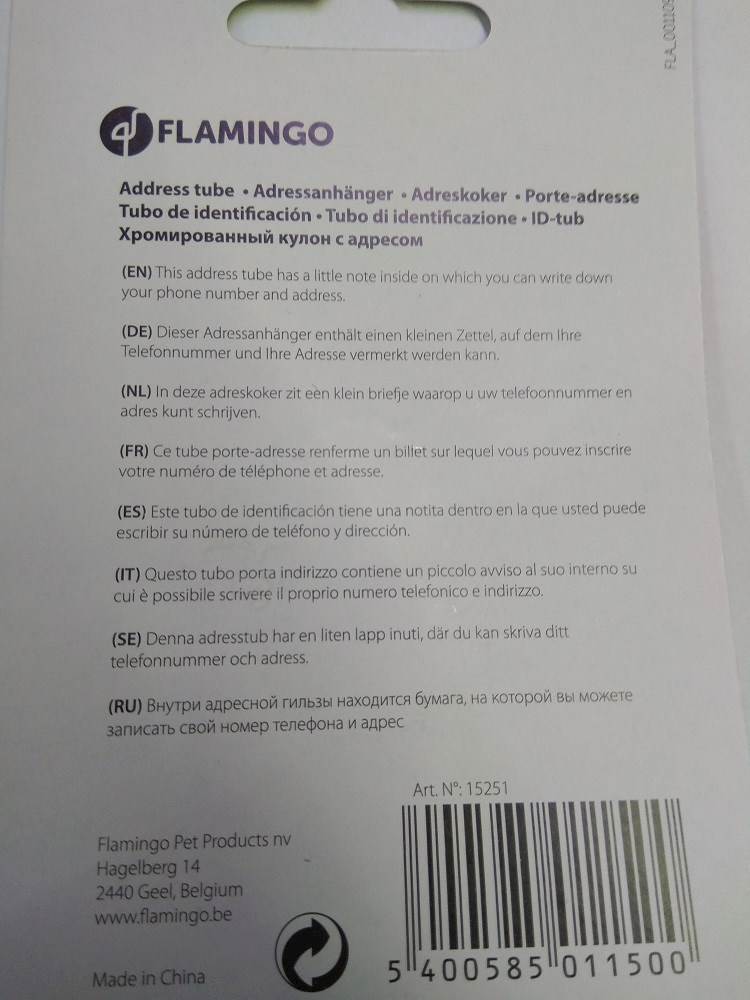 FLA_001109
FLAMINGO
Address tube • Adressanhänger • Adreskoker • Porte-adresse
Tubo de identificación • Tubo di identificazione • ID-tub
Хромированный кулон с адресом
(EN) This address tube has a little note inside on which you can write down
your phone number and address.
(DE) Dieser Adressanhänger enthält einen kleinen Zettel, auf dem Ihre
Telefonnummer und Ihre Adresse vermerkt werden kann.
(NL) In deze adreskoker zit een klein briefje waarop u uw telefoonnummer en
adres kunt schrijven.
(FR) Ce tube porte-adresse renferme un billet sur lequel vous pouvez inscrire
votre numéro de téléphone et adresse.
(ES) Este tubo de identificación tiene una notita dentro en la que usted puede
escribir su número de teléfono y dirección.
(IT) Questo tubo porta indirizzo contiene un piccolo avviso al suo interno su
cui è possibile scrivere il proprio numero telefonico e indirizzo.
(SE) Denna adresstub har en liten lapp inuti, där du kan skriva ditt
telefonnummer och adress.
(RU) Внутри адресной гильзы находится бумага, на которой вы можете
записать свой номер телефона и адрес
Art. N°: 15251
Flamingo Pet Products nv
Hagelberg 14
2440 Geel, Belgium
www.flamingo.be
Made in China
5 400585 011500